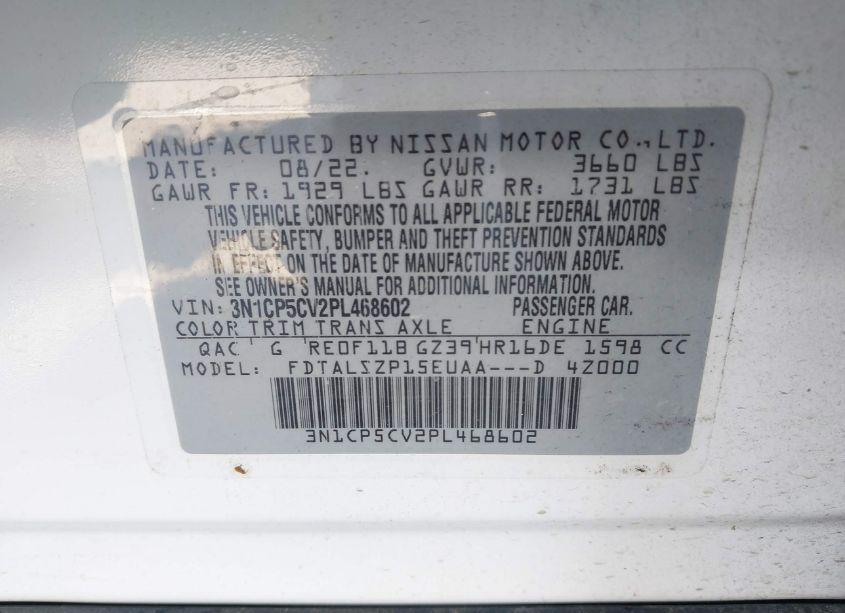 MANUFACTURED BY NISSAN MOTOR CO., LTD.
DATE: 08/22. GVWR: 3660 LBS
GAWR FR: 1929 LBS GAWR RR: 1731 LBS
THIS VEHICLE CONFORMS TO ALL APPLICABLE FEDERAL MOTOR
VEHICLE SAFETY, BUMPER AND THEFT PREVENTION STANDARDS
IN EFFECT ON THE DATE OF MANUFACTURE SHOWN ABOVE.
SEE OWNER'S MANUAL FOR ADDITIONAL INFORMATION.
VIN: 3N1CP5CV2PL468602 PASSENGER CAR.
COLOR TRIM TRANS AXLE ENGINE
QAC G RE0F11B GZ39 HR16DE 1598 CC
MODEL: FDTALSZP15EUAA---D 4Z000
3N1CP5CV2PL468602